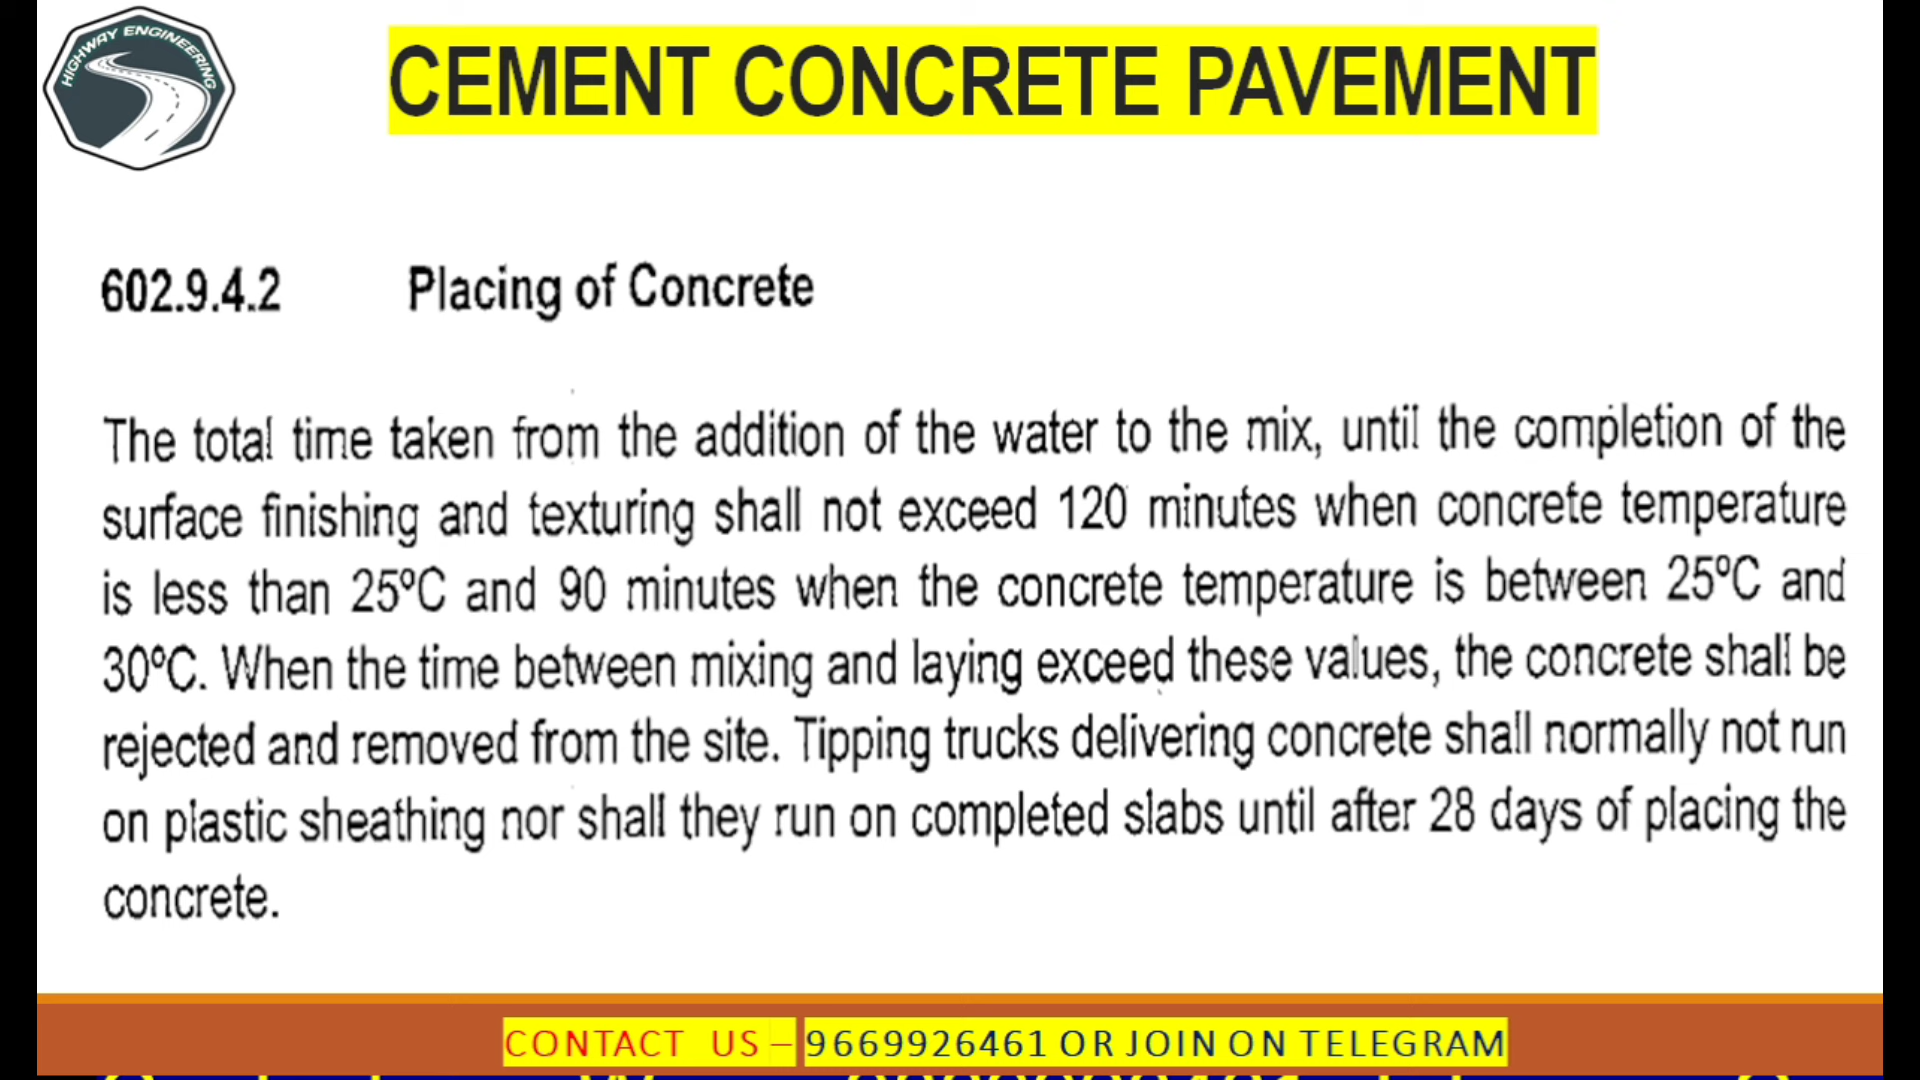 HIGHWAY ENGINEERING
CEMENT CONCRETE PAVEMENT
602.9.4.2 Placing of Concrete
The total time taken from the addition of the water to the mix, until the completion of the
surface finishing and texturing shall not exceed 120 minutes when concrete temperature
is less than 25ºC and 90 minutes when the concrete temperature is between 25ºC and
30ºC. When the time between mixing and laying exceed these values, the concrete shall be
rejected and removed from the site. Tipping trucks delivering concrete shall normally not run
on plastic sheathing nor shall they run on completed slabs until after 28 days of placing the
concrete.
CONTACT US – 9669926461 OR JOIN ON TELEGRAM